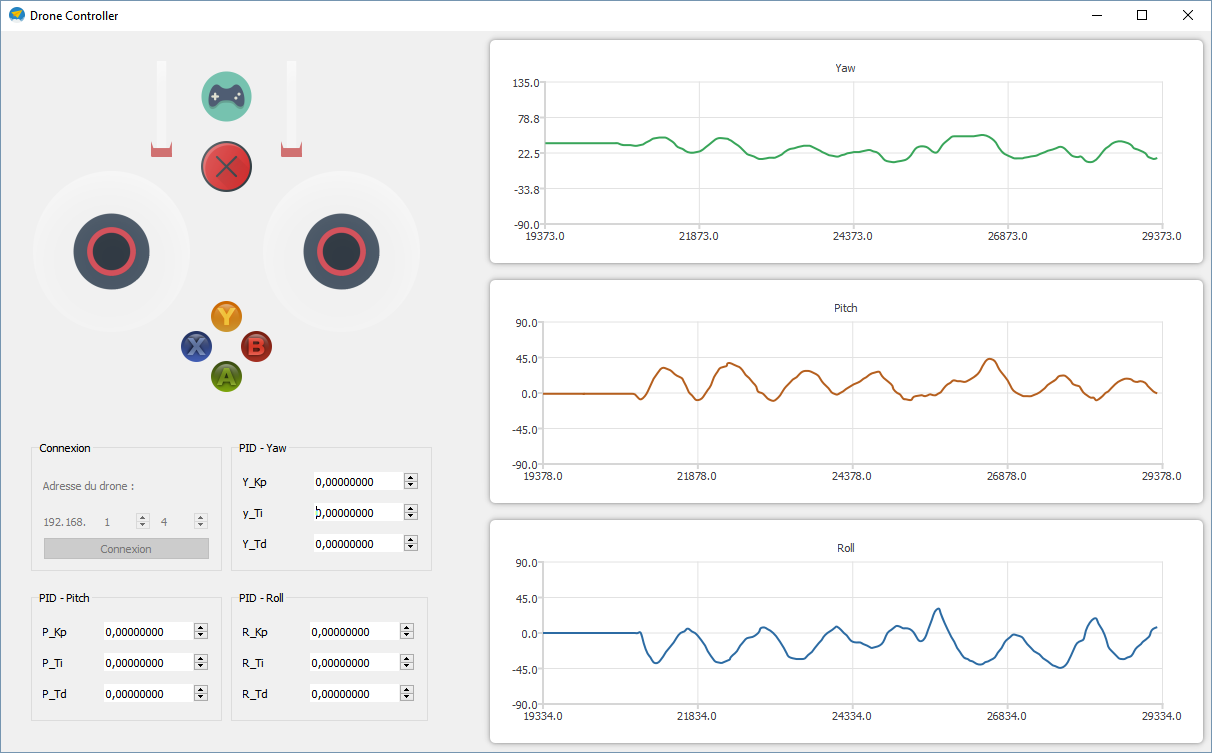 Drone Controller
Y
X
B
A
Connexion
Adresse du drone :
192.168. 1 4
Connexion
PID - Yaw
Y_Kp 0,00000000
y_Ti 0,00000000
Y_Td 0,00000000
PID - Pitch
P_Kp 0,00000000
P_Ti 0,00000000
P_Td 0,00000000
PID - Roll
R_Kp 0,00000000
R_Ti 0,00000000
R_Td 0,00000000
Yaw
135.0
78.8
22.5
-33.8
-90.0
19373.0 21873.0 24373.0 26873.0 29373.0
Pitch
90.0
45.0
0.0
-45.0
-90.0
19378.0 21878.0 24378.0 26878.0 29378.0
Roll
90.0
45.0
0.0
-45.0
-90.0
19334.0 21834.0 24334.0 26834.0 29334.0